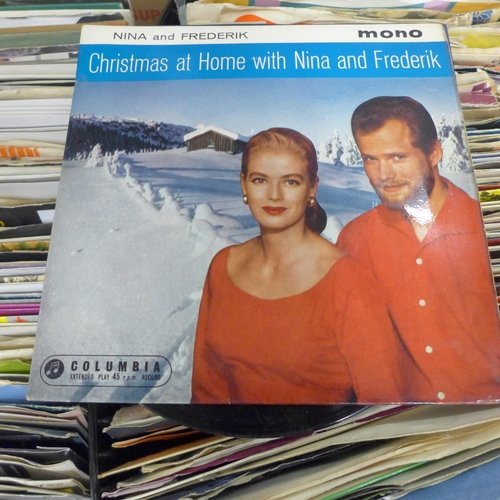 NINA and FREDERIK mono
Christmas at Home with Nina and Frederik
COLUMBIA
EXTENDED PLAY 45 r.p.m. RECORD